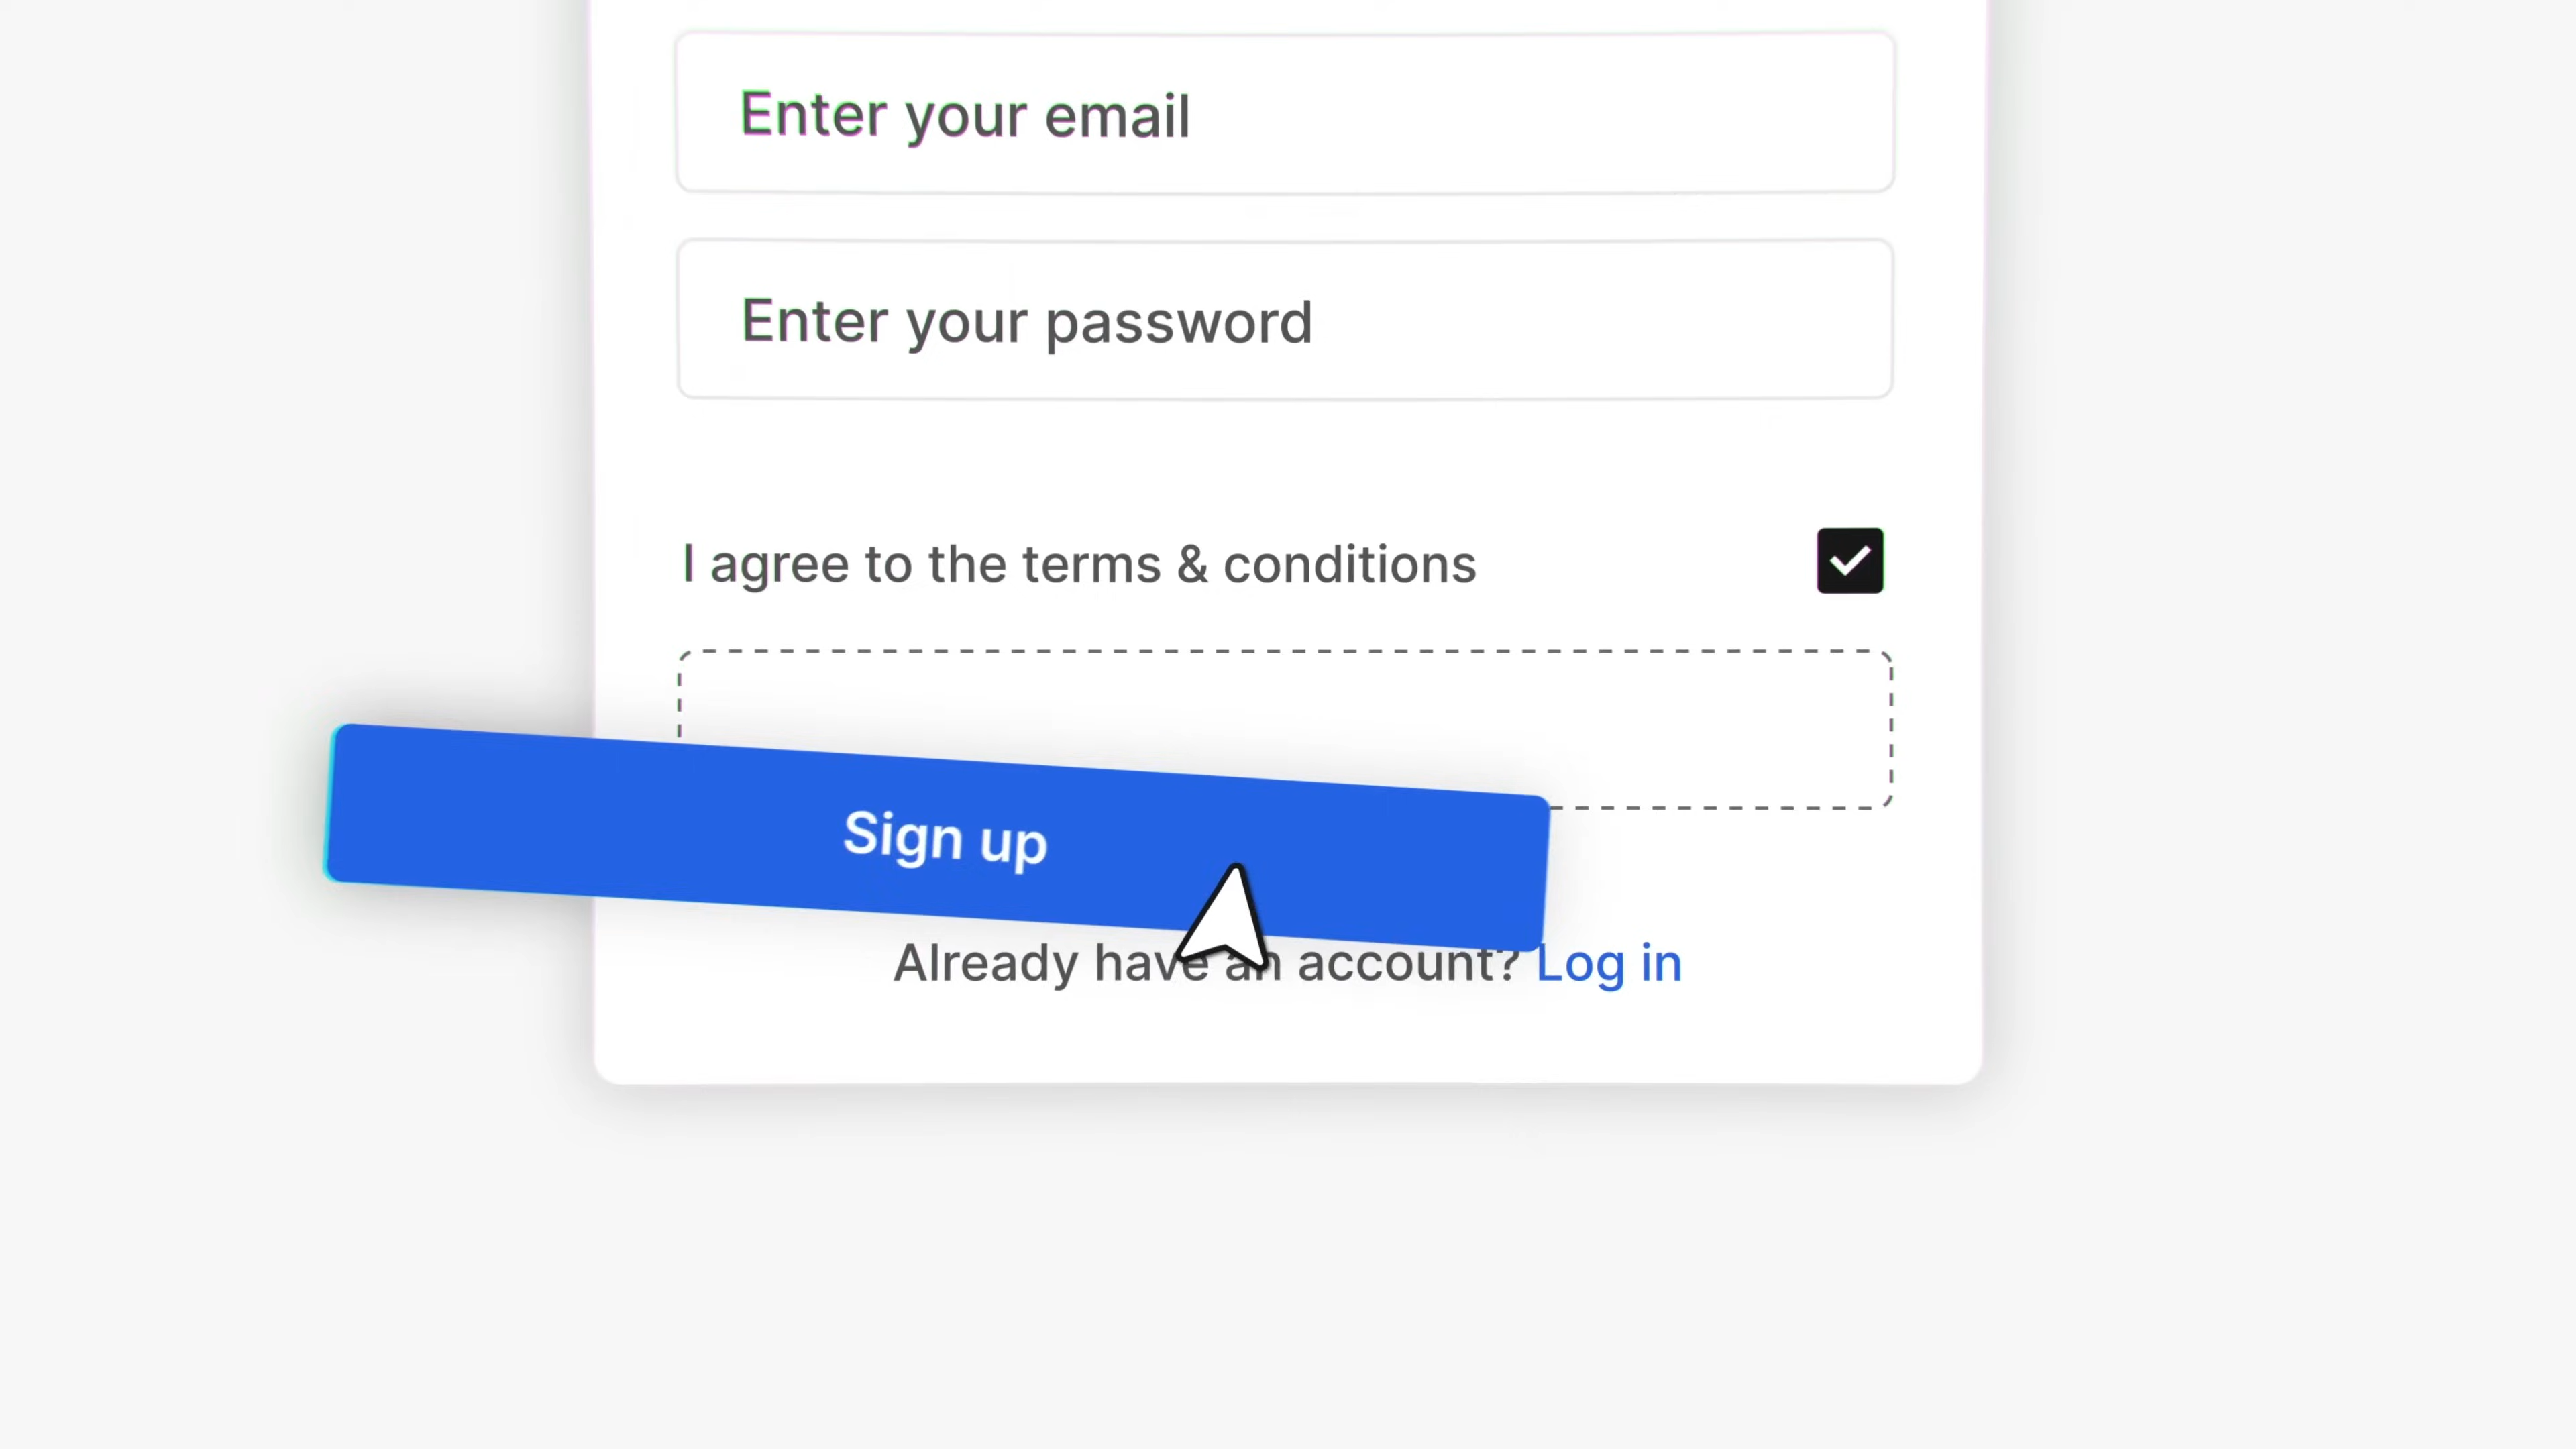 Enter your email
Enter your password
I agree to the terms & conditions
Sign up
Already have an account? Log in